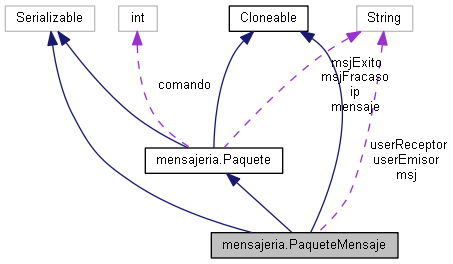 Serializable
int
Cloneable
String
comando
msjExito
msjFracaso
ip
mensaje
mensajeria.Paquete
userReceptor
userEmisor
msj
mensajeria.PaqueteMensaje